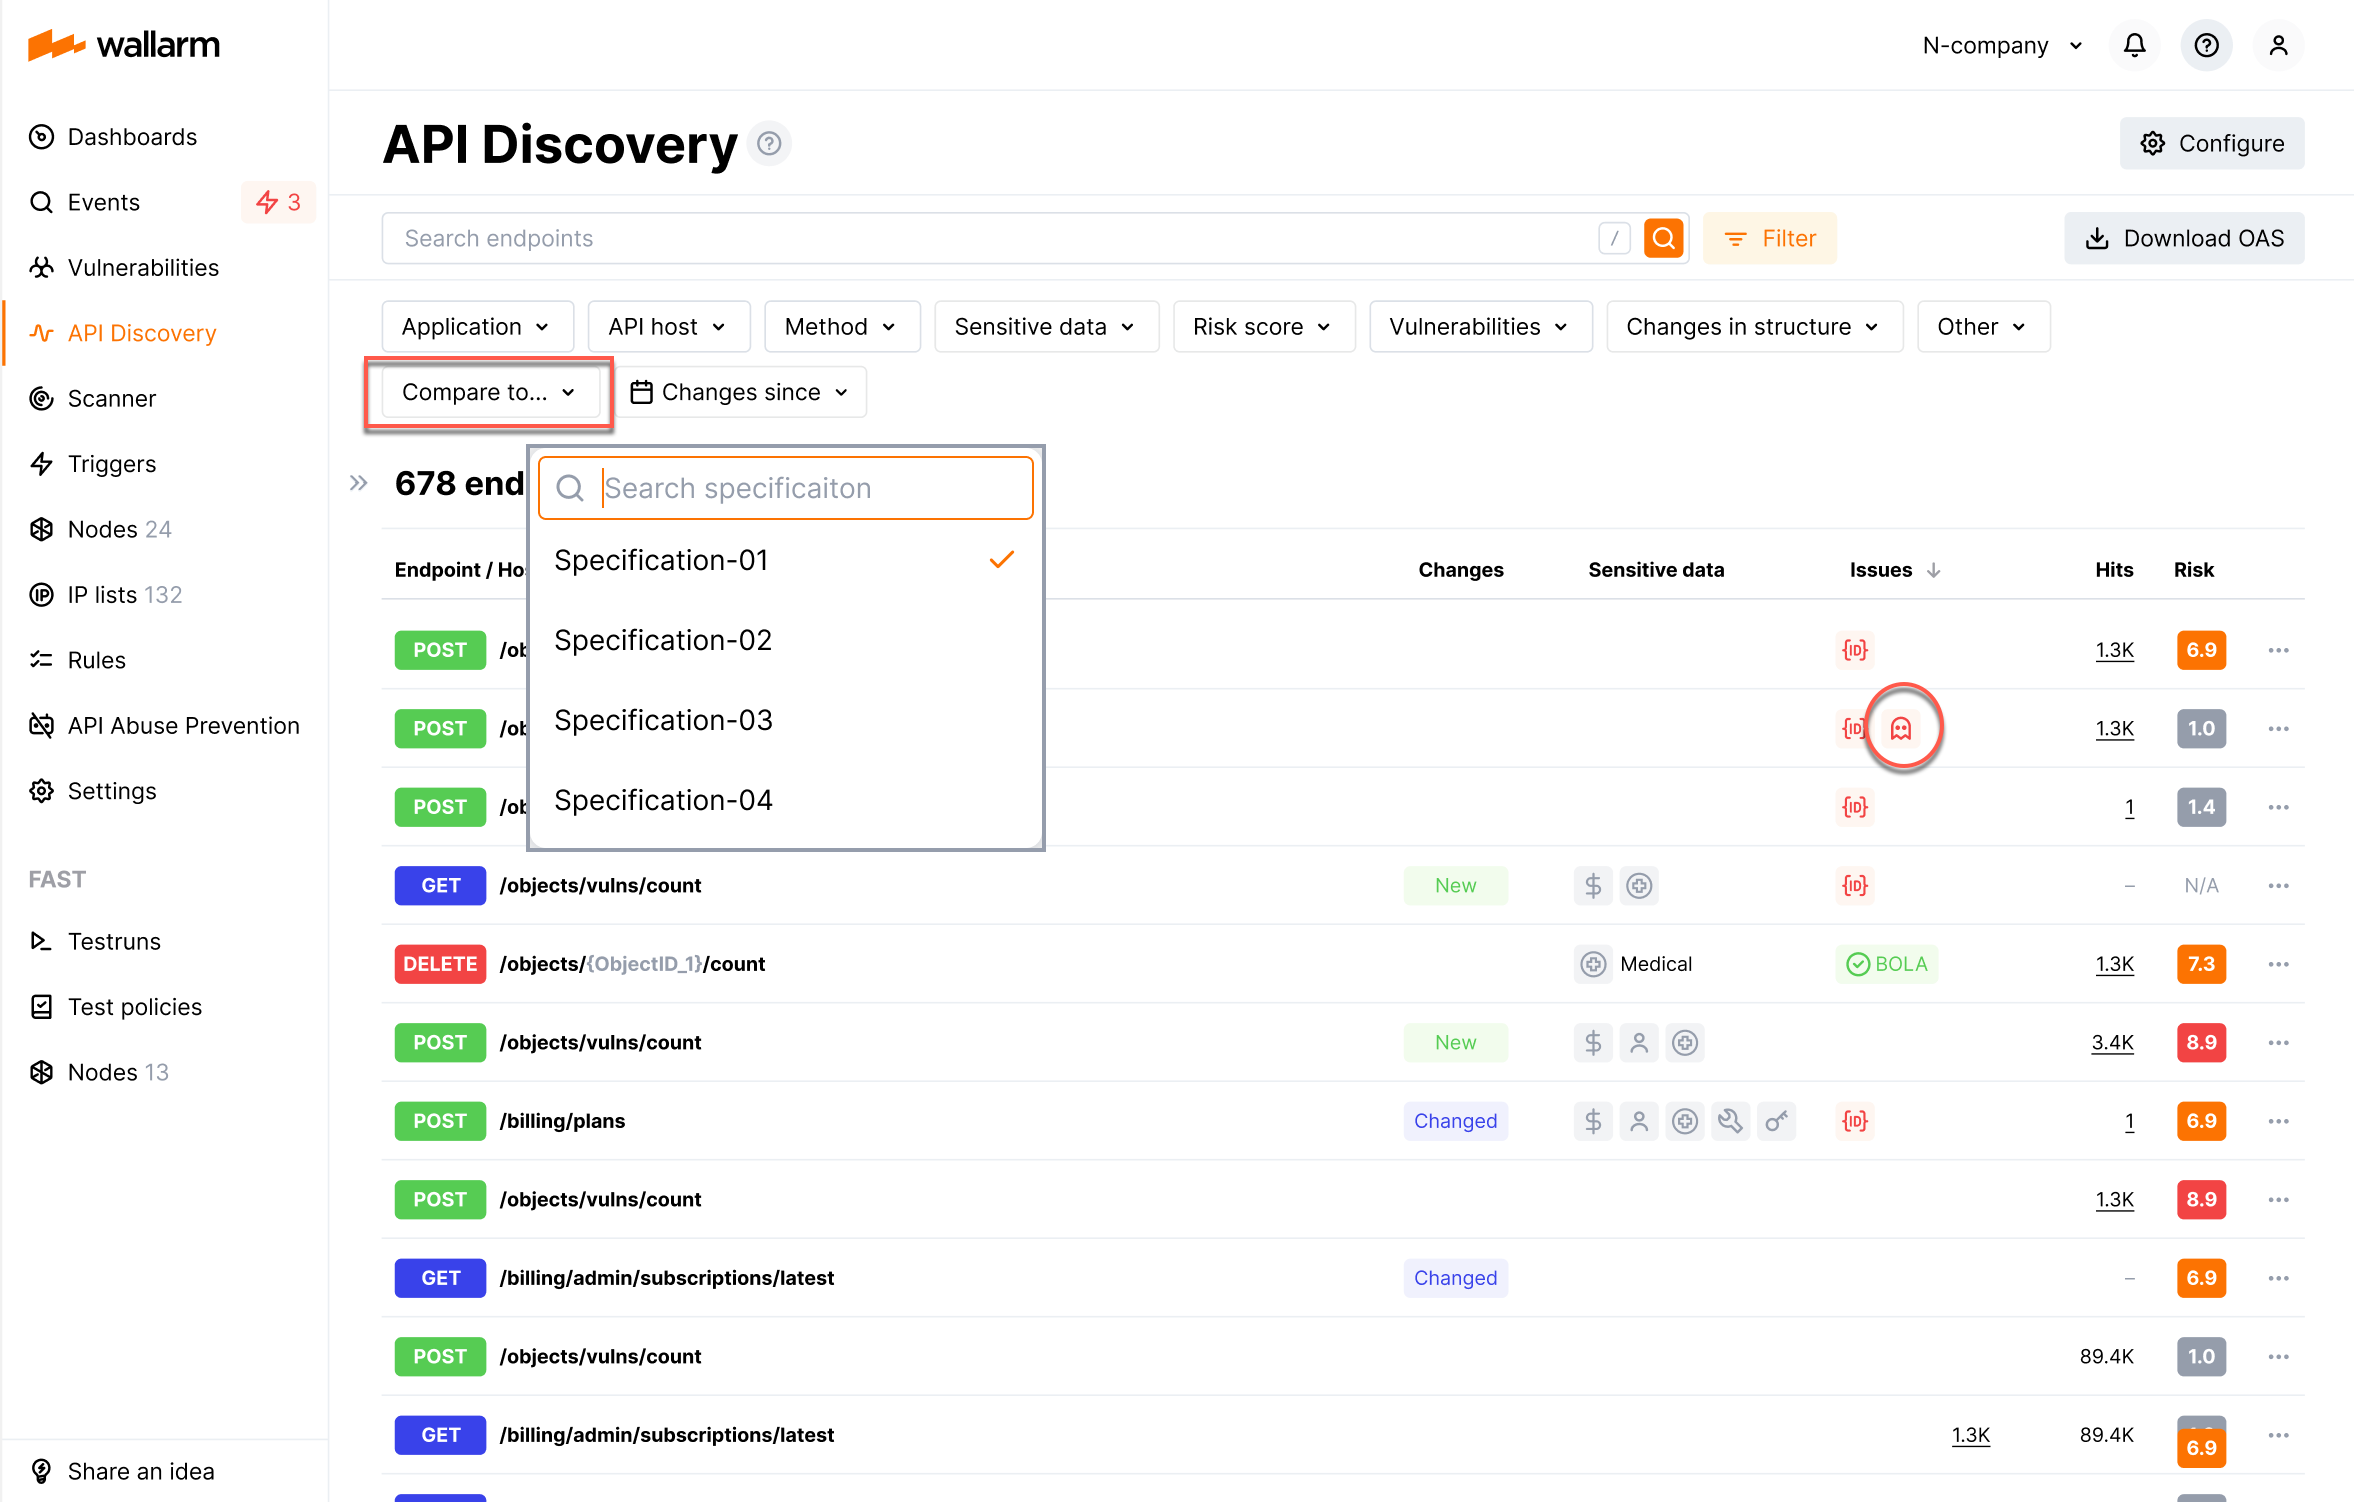 wallarm
N-company
Dashboards
Events 3
Vulnerabilities
API Discovery
Scanner
Triggers
Nodes 24
IP lists 132
Rules
API Abuse Prevention
Settings
FAST
Testruns
Test policies
Nodes 13
Share an idea
API Discovery ?
Configure
Search endpoints /
Filter
Download OAS
Application
API host
Method
Sensitive data
Risk score
Vulnerabilities
Changes in structure
Other
Compare to...
Changes since
678 end
Search specificaiton
Specification-01
Specification-02
Specification-03
Specification-04
Endpoint / Ho Changes Sensitive data Issues Hits Risk
POST /ob {ID} 1.3K 6.9
POST /ob {ID} 1.3K 1.0
POST /ob {ID} 1 1.4
GET /objects/vulns/count New $ {ID} – N/A
DELETE /objects/{ObjectID_1}/count Medical BOLA 1.3K 7.3
POST /objects/vulns/count New $ 3.4K 8.9
POST /billing/plans Changed $ {ID} 1 6.9
POST /objects/vulns/count 1.3K 8.9
GET /billing/admin/subscriptions/latest Changed – 6.9
POST /objects/vulns/count 89.4K 1.0
GET /billing/admin/subscriptions/latest 1.3K 89.4K 6.9